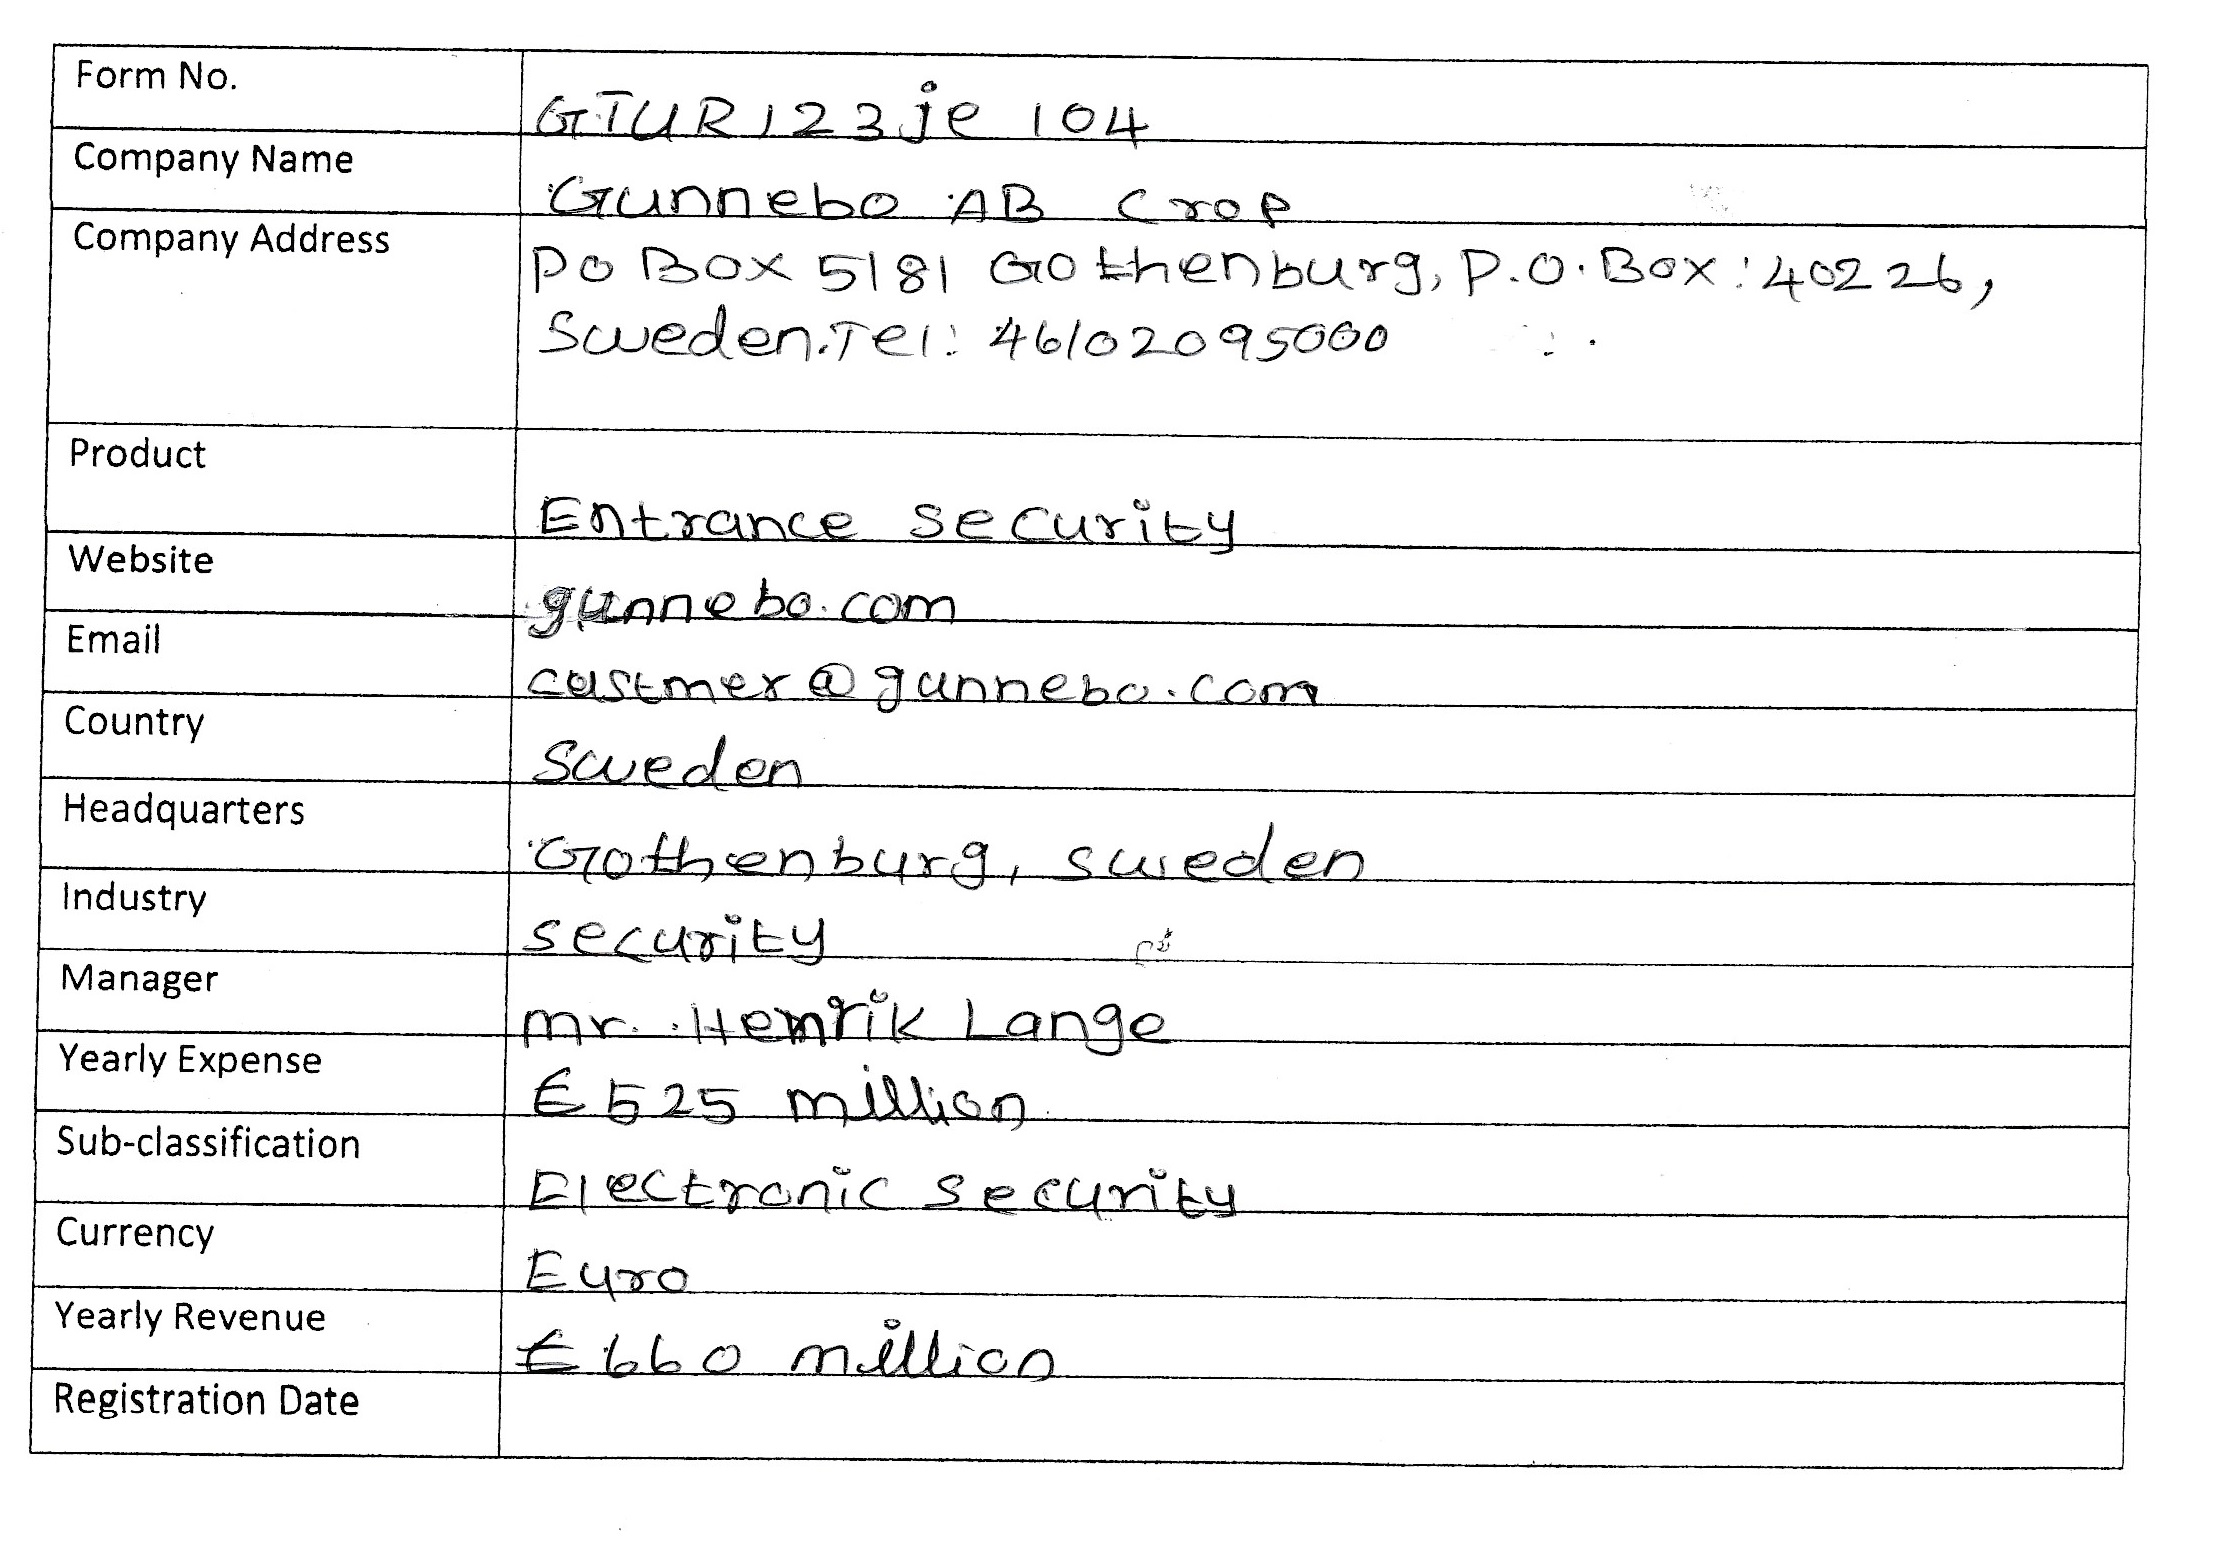 Form No.
GTUR123je 104
Company Name
Gunnebo AB Crop
Company Address
PO Box 5181 Gothenburg, P.O. Box: 40226,
Sweden. Tel: 46102095000
Product
Entrance security
Website
gunnebo.com
Email
custmer@gunnebo.com
Country
Sweden
Headquarters
Gothenburg, sweden
Industry
security
Manager
mr. Henrik Lange
Yearly Expense
€ 525 million
Sub-classification
Electronic security
Currency
Euro
Yearly Revenue
€ 660 million
Registration Date